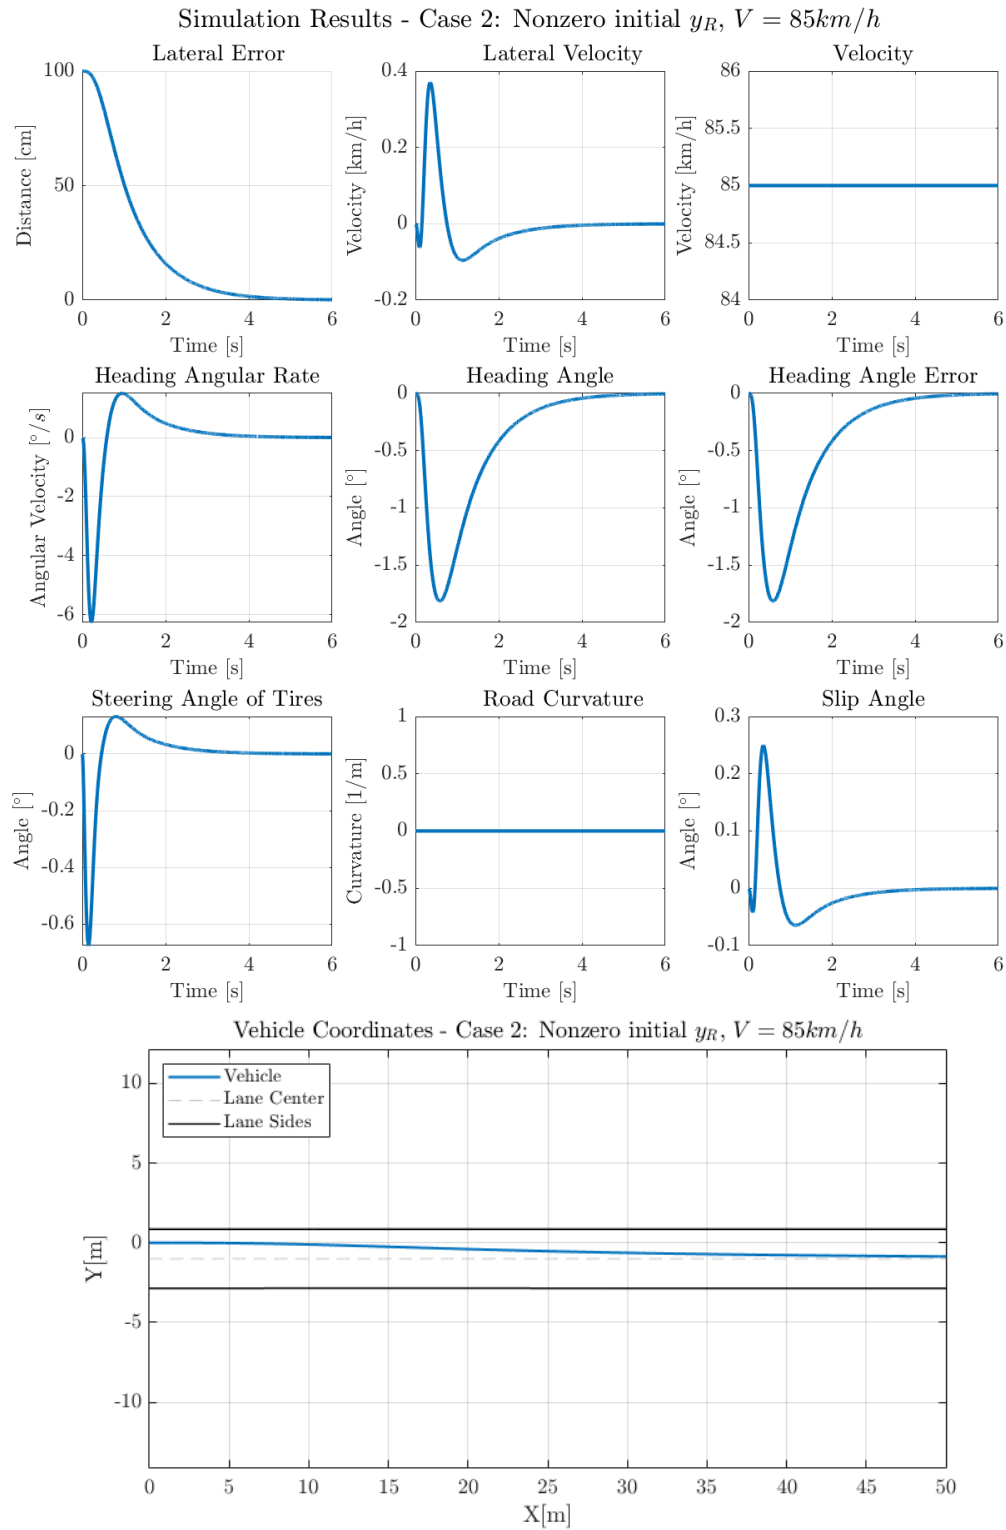 Simulation Results - Case 2: Nonzero initial y_R, V = 85km/h
Lateral Error
Distance [cm]
100
50
0
0 2 4 6
Time [s]
Lateral Velocity
Velocity [km/h]
0.4
0.2
0
-0.2
0 2 4 6
Time [s]
Velocity
Velocity [km/h]
86
85.5
85
84.5
84
0 2 4 6
Time [s]
Heading Angular Rate
Angular Velocity [°/s]
0
-2
-4
-6
0 2 4 6
Time [s]
Heading Angle
Angle [°]
0
-0.5
-1
-1.5
-2
0 2 4 6
Time [s]
Heading Angle Error
Angle [°]
0
-0.5
-1
-1.5
-2
0 2 4 6
Time [s]
Steering Angle of Tires
Angle [°]
0
-0.2
-0.4
-0.6
0 2 4 6
Time [s]
Road Curvature
Curvature [1/m]
1
0.5
0
-0.5
-1
0 2 4 6
Time [s]
Slip Angle
Angle [°]
0.3
0.2
0.1
0
-0.1
0 2 4 6
Time [s]
Vehicle Coordinates - Case 2: Nonzero initial y_R, V = 85km/h
Vehicle
Lane Center
Lane Sides
Y[m]
10
5
0
-5
-10
0 5 10 15 20 25 30 35 40 45 50
X[m]